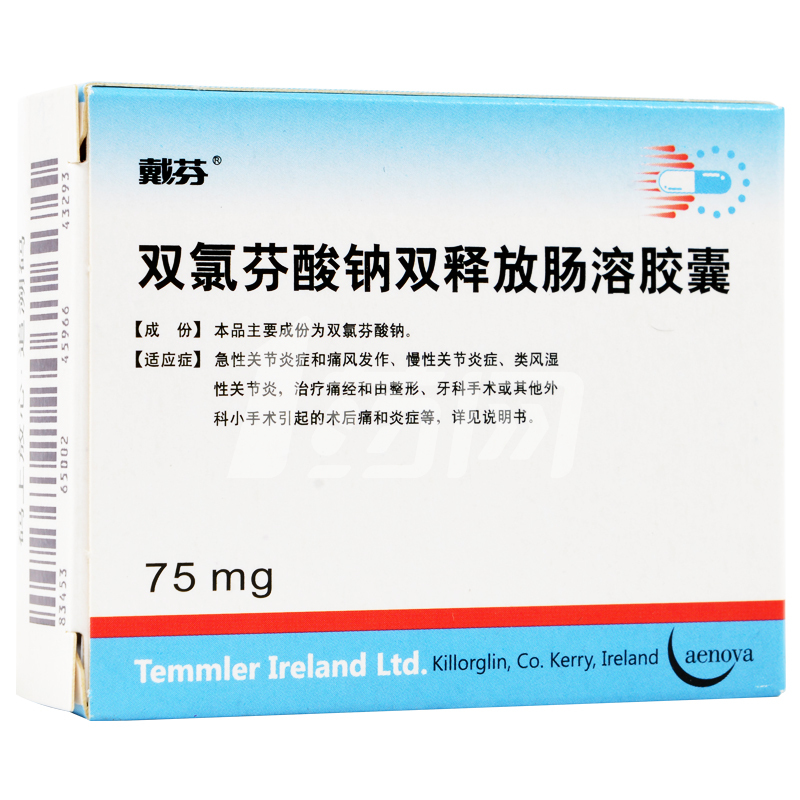 戴芬®
双氯芬酸钠双释放肠溶胶囊
【成 份】本品主要成份为双氯芬酸钠。
【适应症】急性关节炎症和痛风发作、慢性关节炎症、类风湿
性关节炎,治疗痛经和由整形、牙科手术或其他外
科小手术引起的术后痛和炎症等,详见说明书。
75 mg
Temmler Ireland Ltd. Killorglin, Co. Kerry, Ireland
aenova
83453 65002 45966 43293